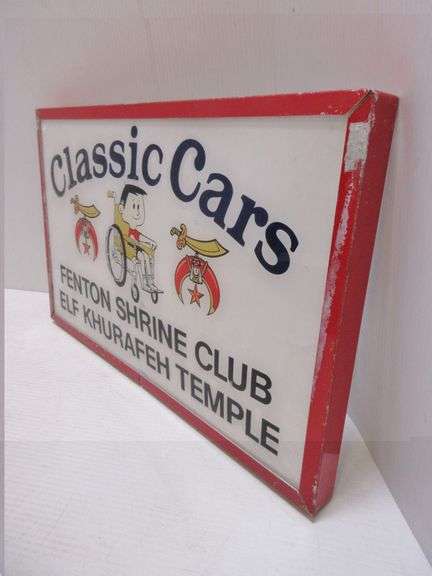 Classic Cars
FENTON SHRINE CLUB
ELF KHURAFEH TEMPLE